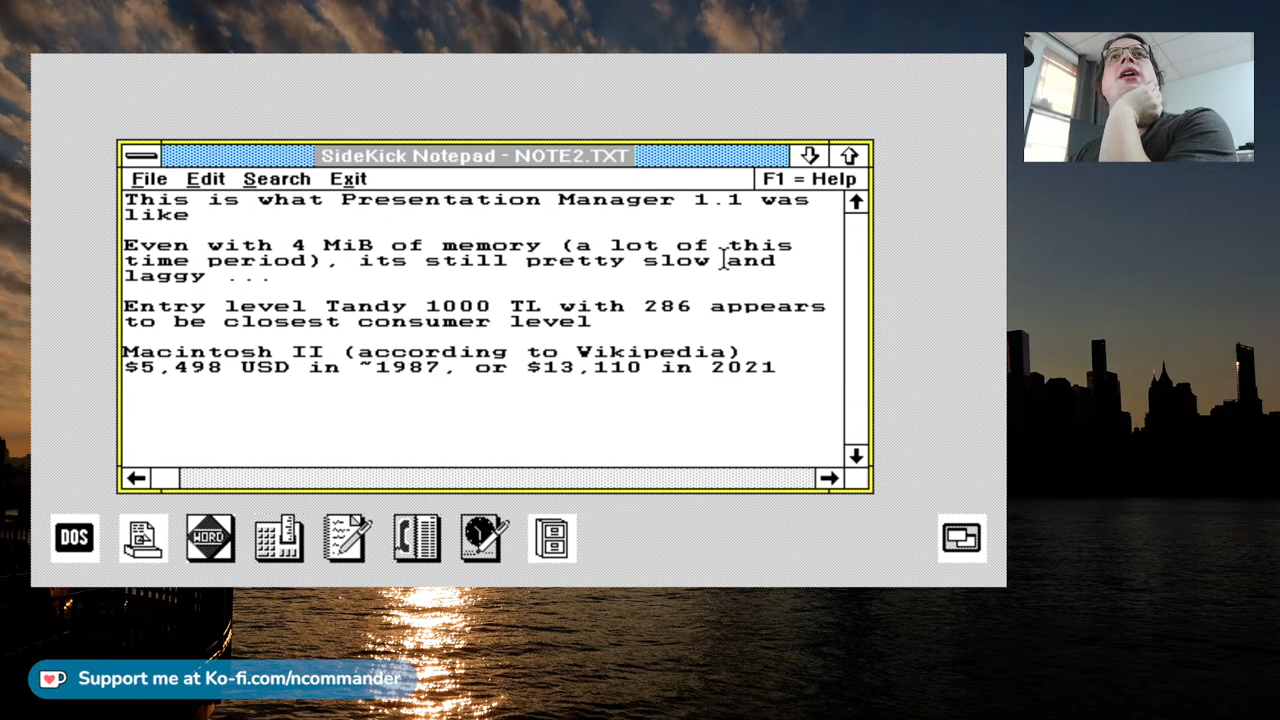 SideKick Notepad - NOTE2.TXT
File Edit Search Exit F1 = Help
This is what Presentation Manager 1.1 was
like
Even with 4 MiB of memory (a lot of this
time period), its still pretty slow and
laggy ...
Entry level Tandy 1000 TL with 286 appears
to be closest consumer level
Macintosh II (according to Wikipedia)
$5,498 USD in ~1987, or $13,110 in 2021
DOS
WORD
Support me at Ko-fi.com/ncommander